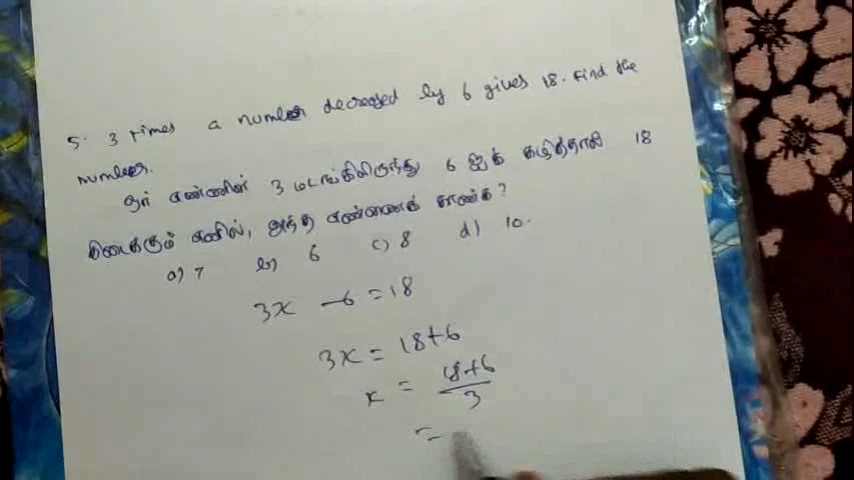 5. 3 times a number decreased by 6 gives 18. Find the
number.
ஓர் எண்ணின் 3 மடங்கிலிருந்து 6 ஐக் கழித்தால் 18
கிடைக்கும் எனில், அந்த எண்ணைக் காண்க?
a) 7 b) 6 c) 8 d) 10.
3x - 6 = 18
3x = 18+6
x = 18+6/3
=